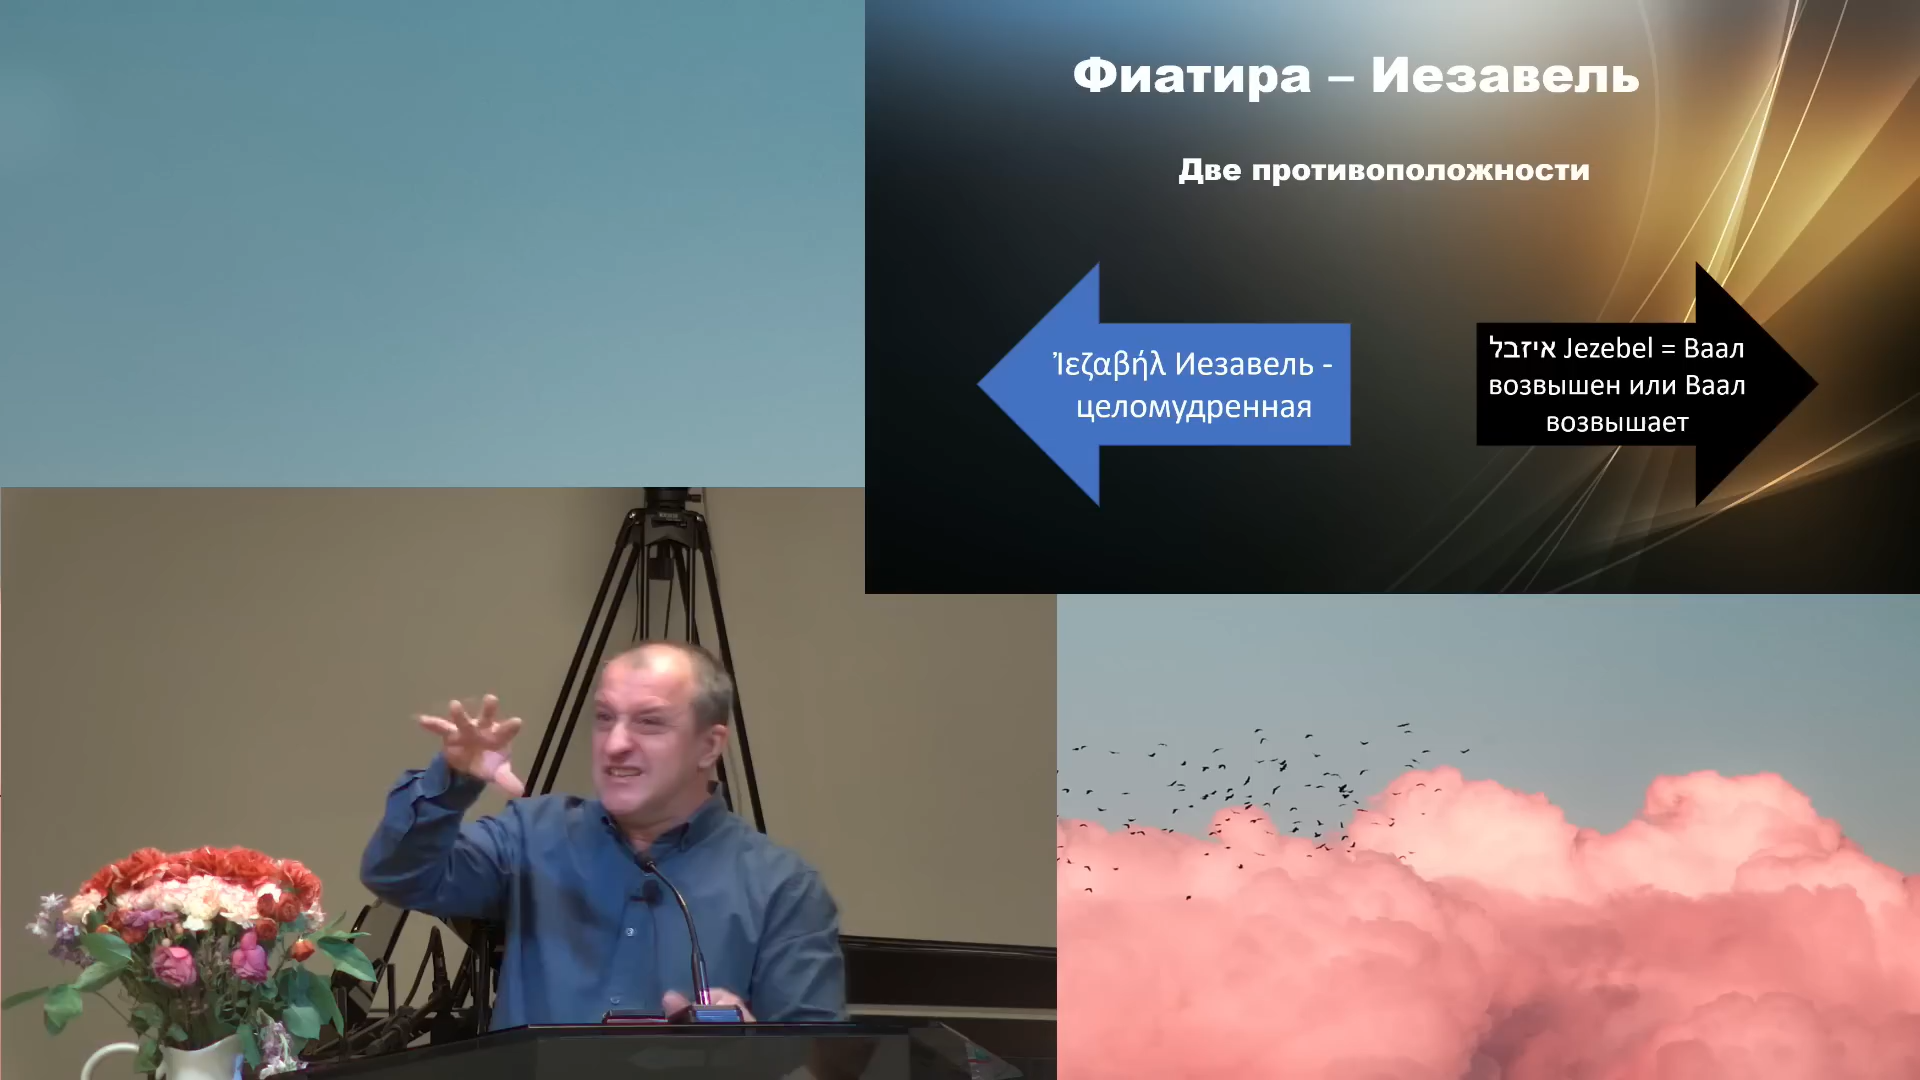 Фиатира – Иезавель
Две противоположности
Ἰεζαβήλ Иезавель -
целомудренная
איזבל Jezebel = Ваал
возвышен или Ваал
возвышает